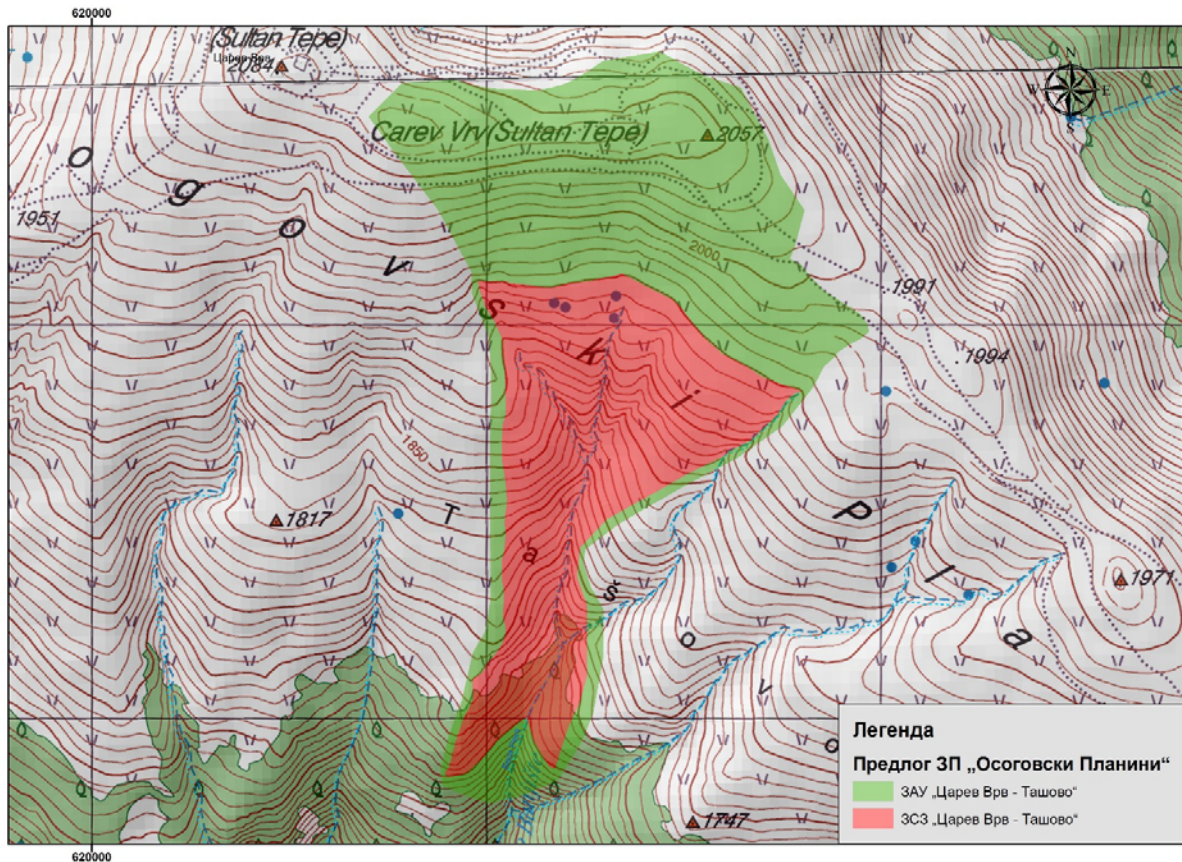 620000
(Sultan Tepe)
Царев Врв
2084
N
W E
S
Carev Vrv(Sultan Tepe)
2057
O g o v s k i P l a
1951
2000
1991
1994
1850
1817
T a š o v o
1971
1747
Легенда
Предлог ЗП „Осоговски Планини“
ЗАУ „Царев Врв - Ташово“
ЗСЗ „Царев Врв - Ташово“
620000